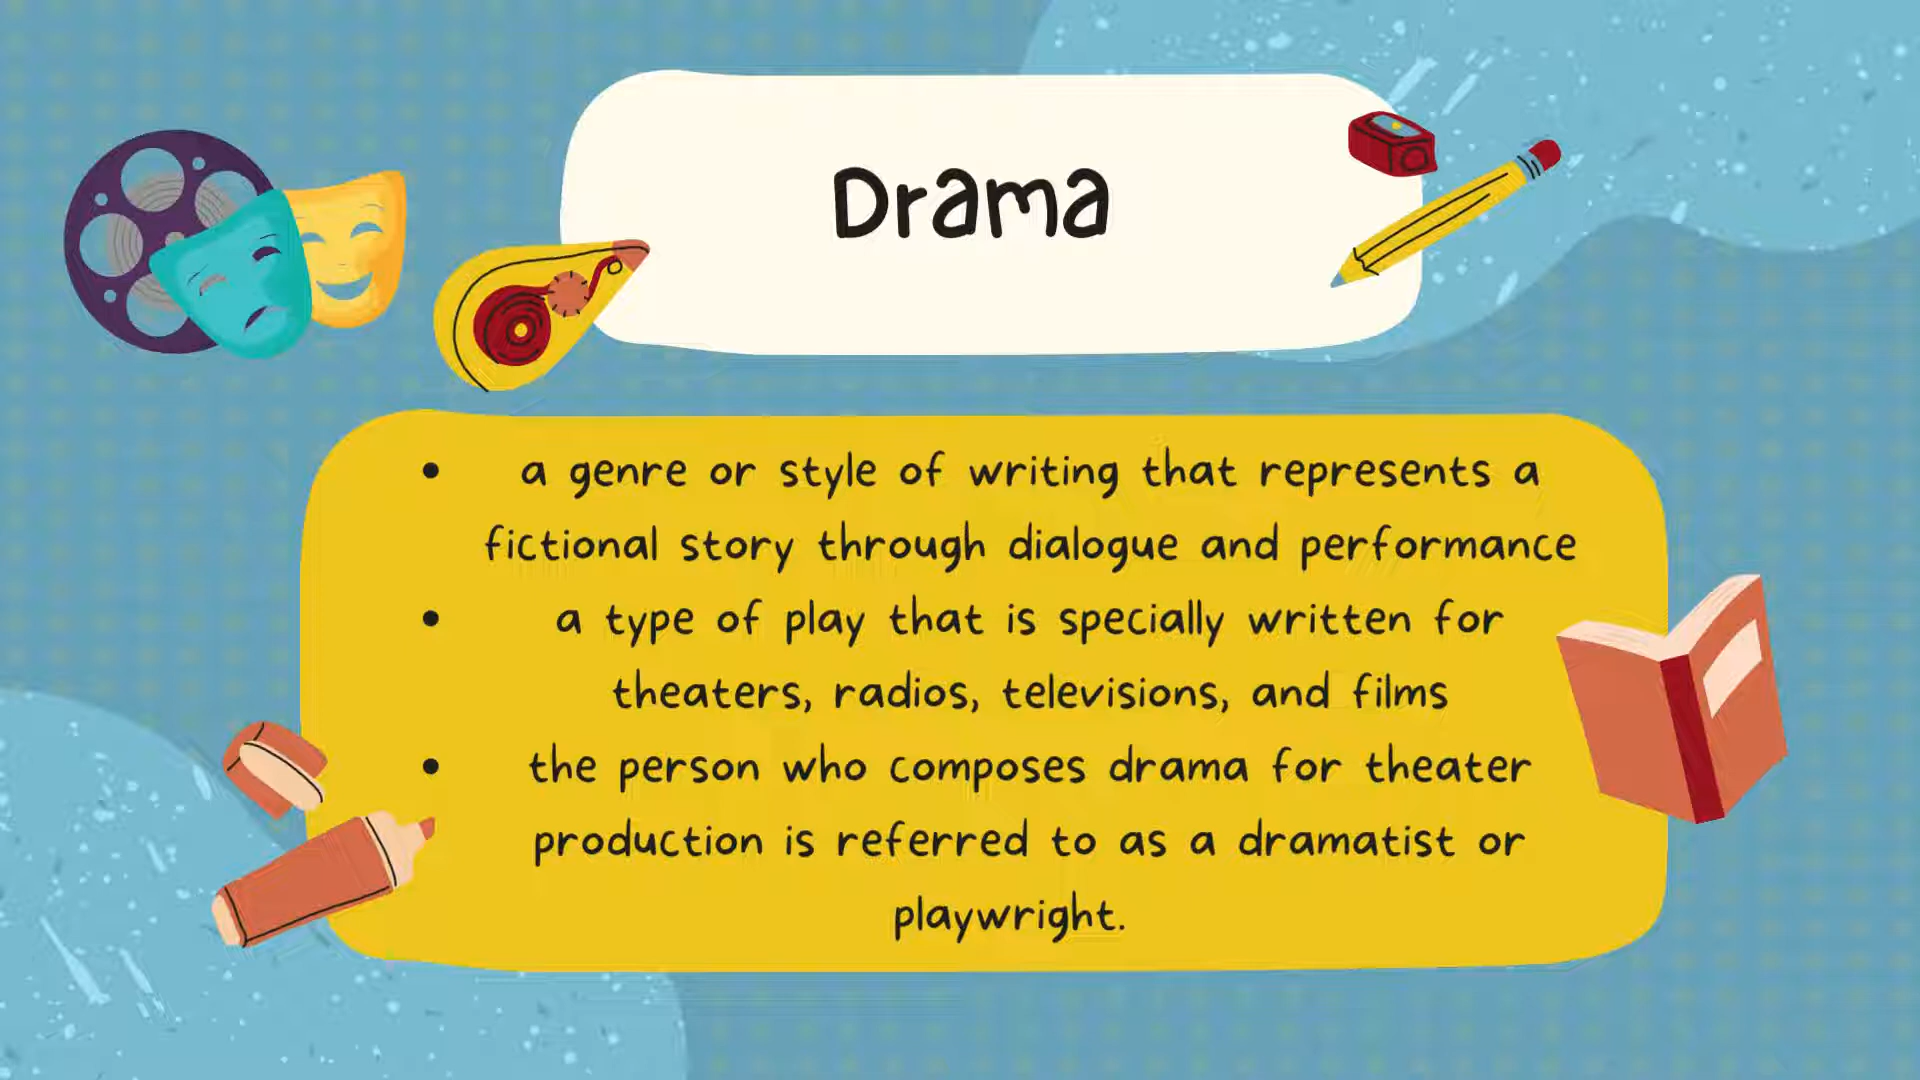 Drama
• a genre or style of writing that represents a
fictional story through dialogue and performance
• a type of play that is specially written for
theaters, radios, televisions, and films
• the person who composes drama for theater
production is referred to as a dramatist or
playwright.